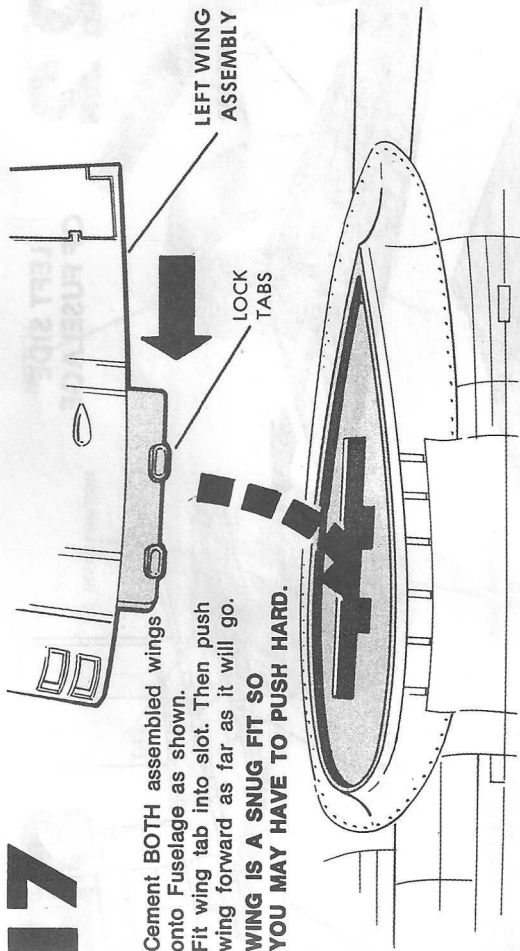 17
Cement BOTH assembled wings
onto Fuselage as shown.
Fit wing tab into slot. Then push
wing forward as far as it will go.
WING IS A SNUG FIT SO
YOU MAY HAVE TO PUSH HARD.
LOCK
TABS
LEFT WING
ASSEMBLY